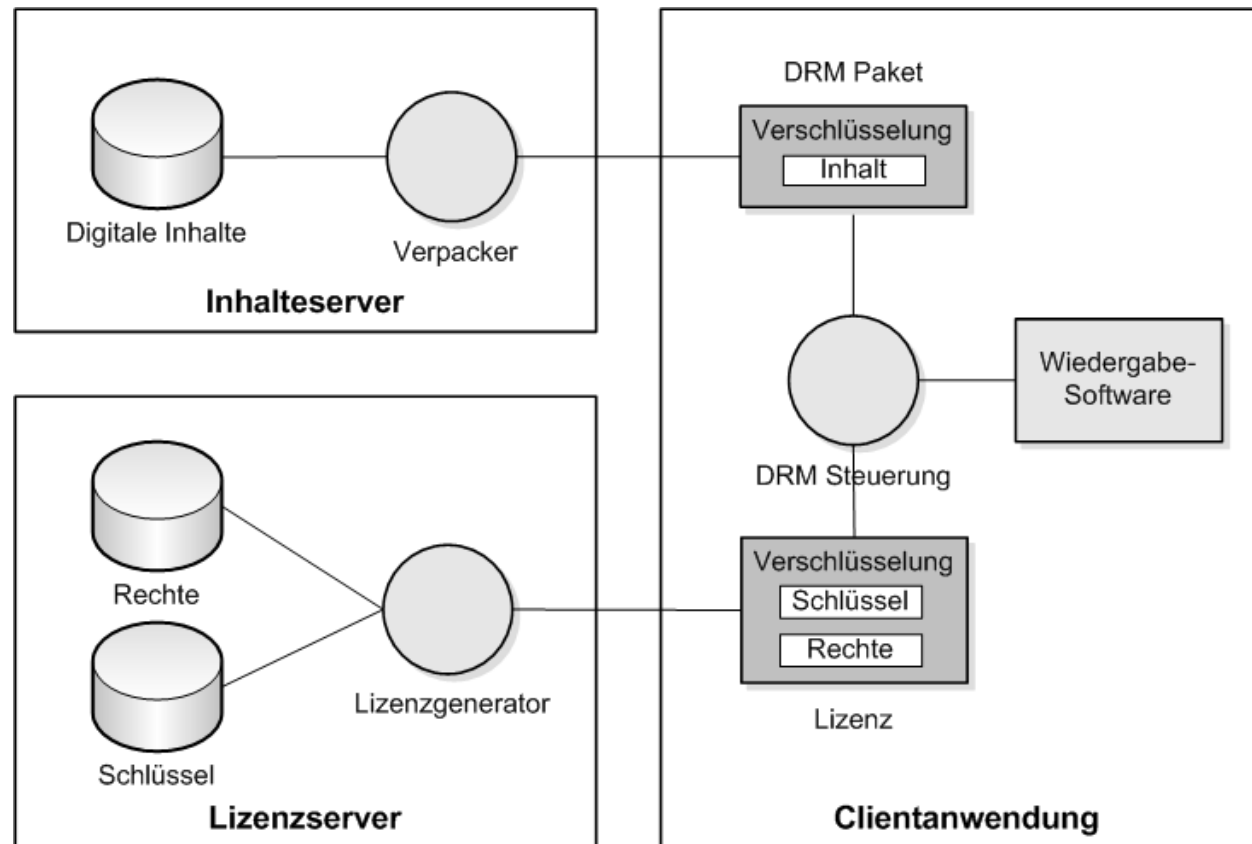 Digitale Inhalte
Verpacker
Inhalteserver
Rechte
Schlüssel
Lizenzgenerator
Lizenzserver
DRM Paket
Verschlüsselung
Inhalt
Wiedergabe-
Software
DRM Steuerung
Verschlüsselung
Schlüssel
Rechte
Lizenz
Clientanwendung